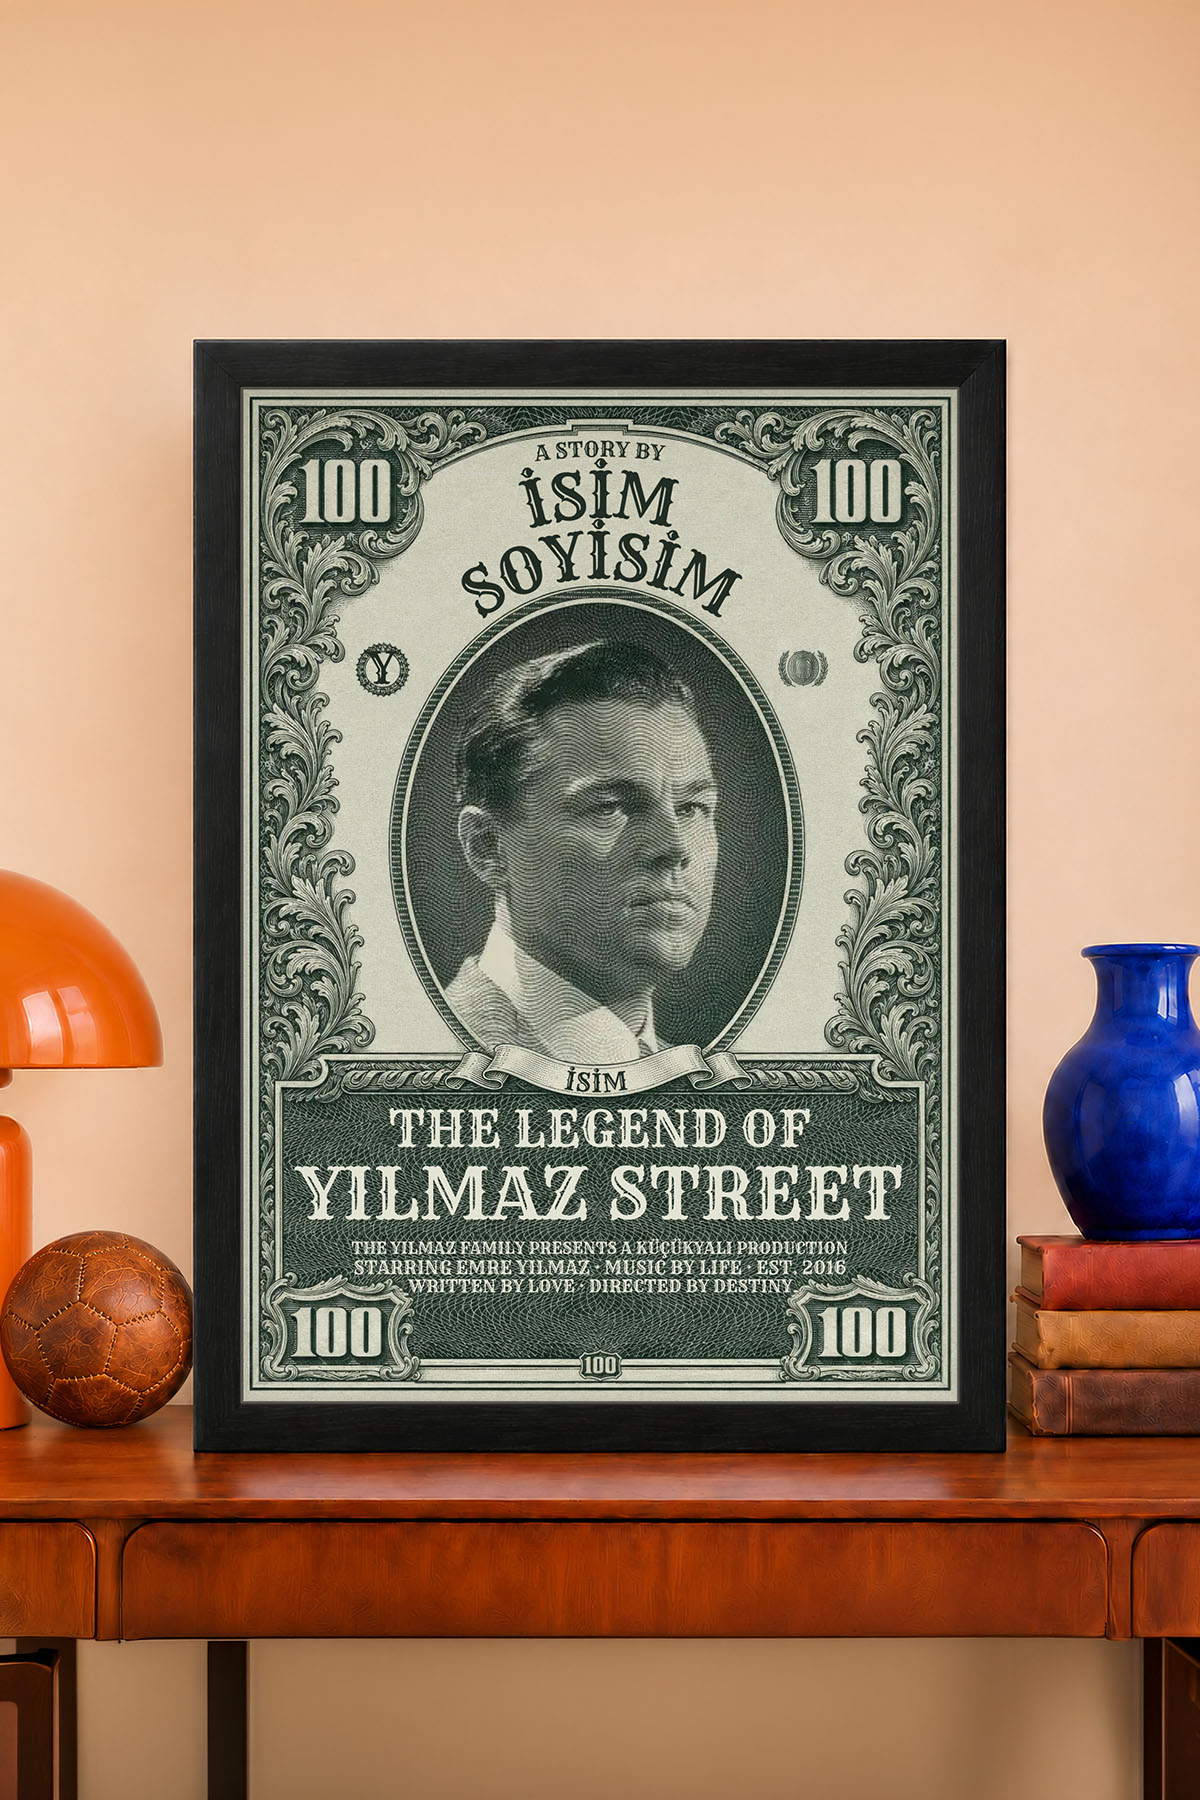 100
100
A STORY BY
İSİM
SOYİSİM
Y
İSİM
THE LEGEND OF
YILMAZ STREET
THE YILMAZ FAMILY PRESENTS A KÜÇÜKYALI PRODUCTION
STARRING EMRE YILMAZ · MUSIC BY LIFE · EST. 2016
WRITTEN BY LOVE · DIRECTED BY DESTINY
100
100
100